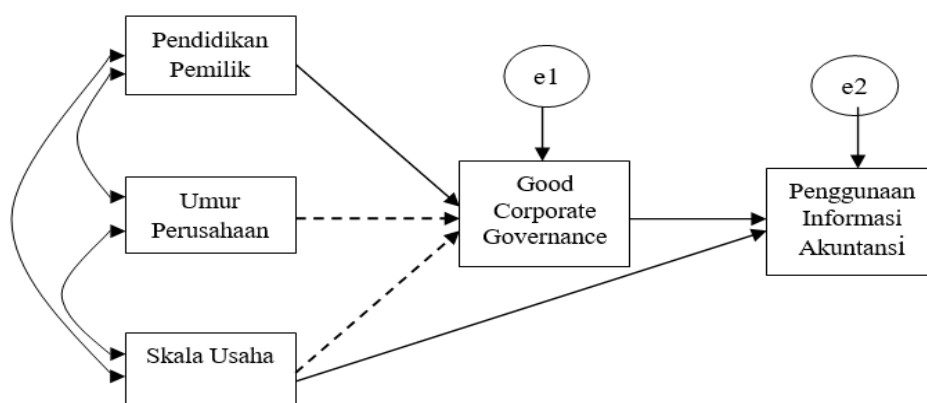 Pendidikan
Pemilik
e1
e2
Umur
Perusahaan
Good
Corporate
Governance
Penggunaan
Informasi
Akuntansi
Skala Usaha